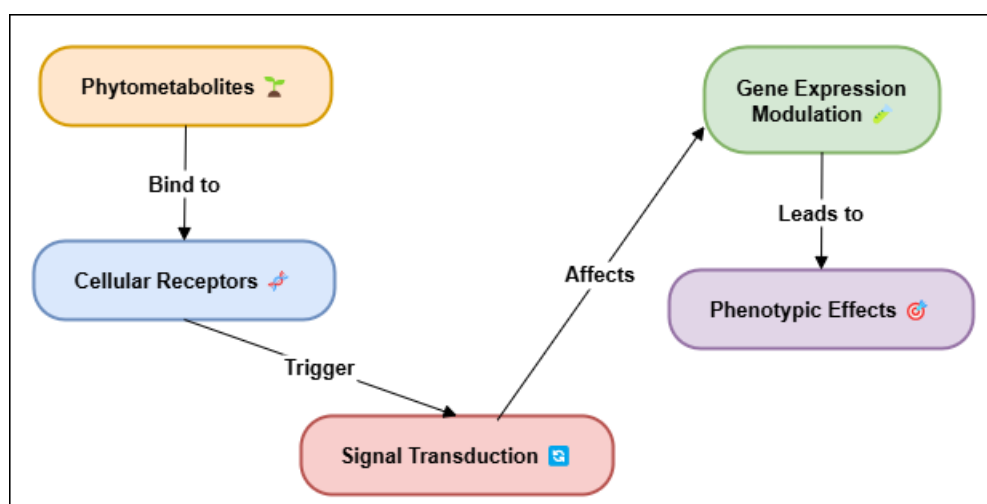 Phytometabolites 🌱
Bind to
Cellular Receptors 🧬
Trigger
Signal Transduction 🔄
Affects
Gene Expression
Modulation 🧪
Leads to
Phenotypic Effects 🎯